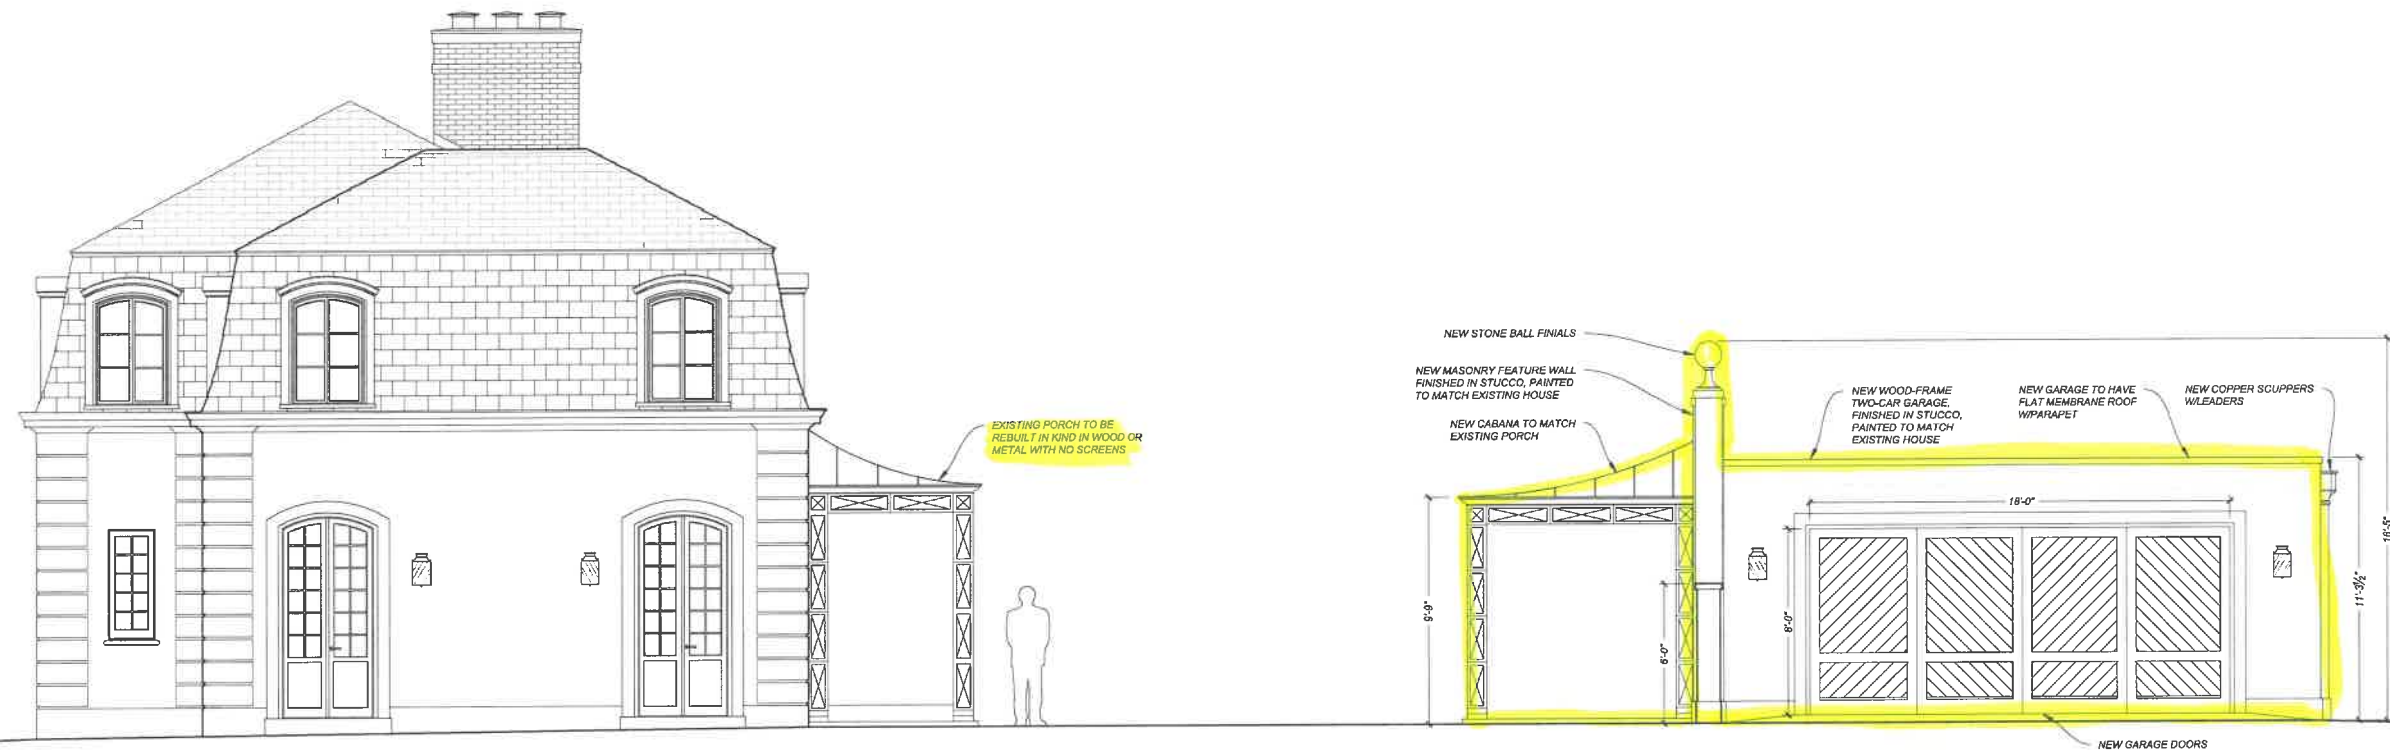 EXISTING PORCH TO BE
REBUILT IN KIND IN WOOD OR
METAL WITH NO SCREENS
NEW STONE BALL FINIALS
NEW MASONRY FEATURE WALL
FINISHED IN STUCCO, PAINTED
TO MATCH EXISTING HOUSE
NEW CABANA TO MATCH
EXISTING PORCH
NEW WOOD-FRAME
TWO-CAR GARAGE,
FINISHED IN STUCCO,
PAINTED TO MATCH
EXISTING HOUSE
NEW GARAGE TO HAVE
FLAT MEMBRANE ROOF
W/PARAPET
NEW COPPER SCUPPERS
W/LEADERS
18'-0"
9'-9"
6'-0"
8'-0"
11'-3½"
16'-5"
NEW GARAGE DOORS